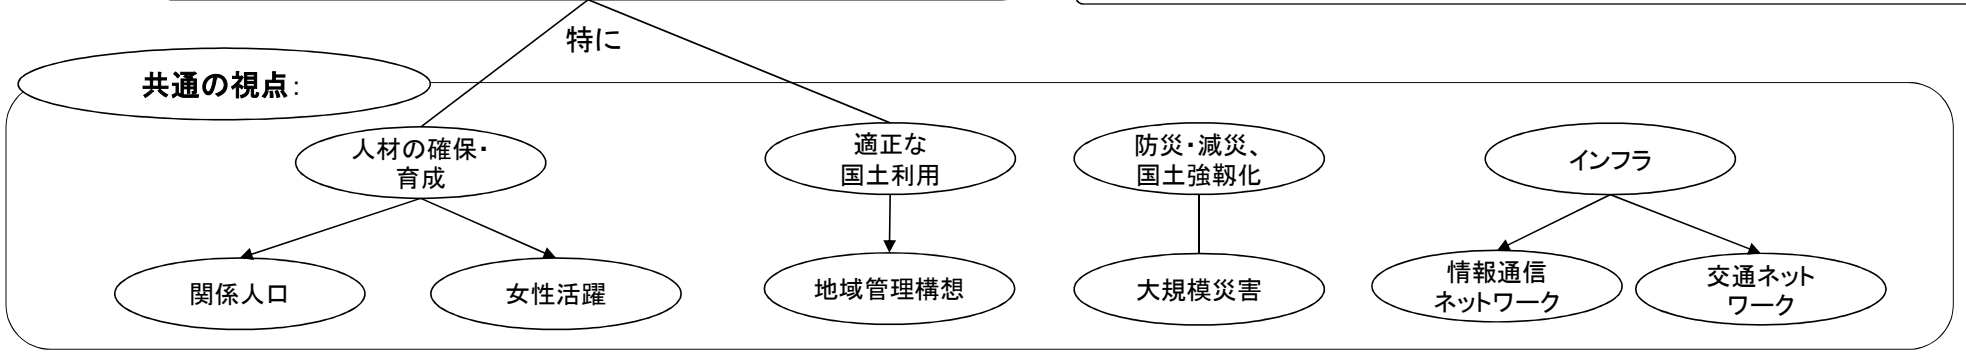 特に
共通の視点:
人材の確保・
育成
適正な
国土利用
防災・減災、
国土強靱化
インフラ
関係人口
女性活躍
地域管理構想
大規模災害
情報通信
ネットワーク
交通ネット
ワーク